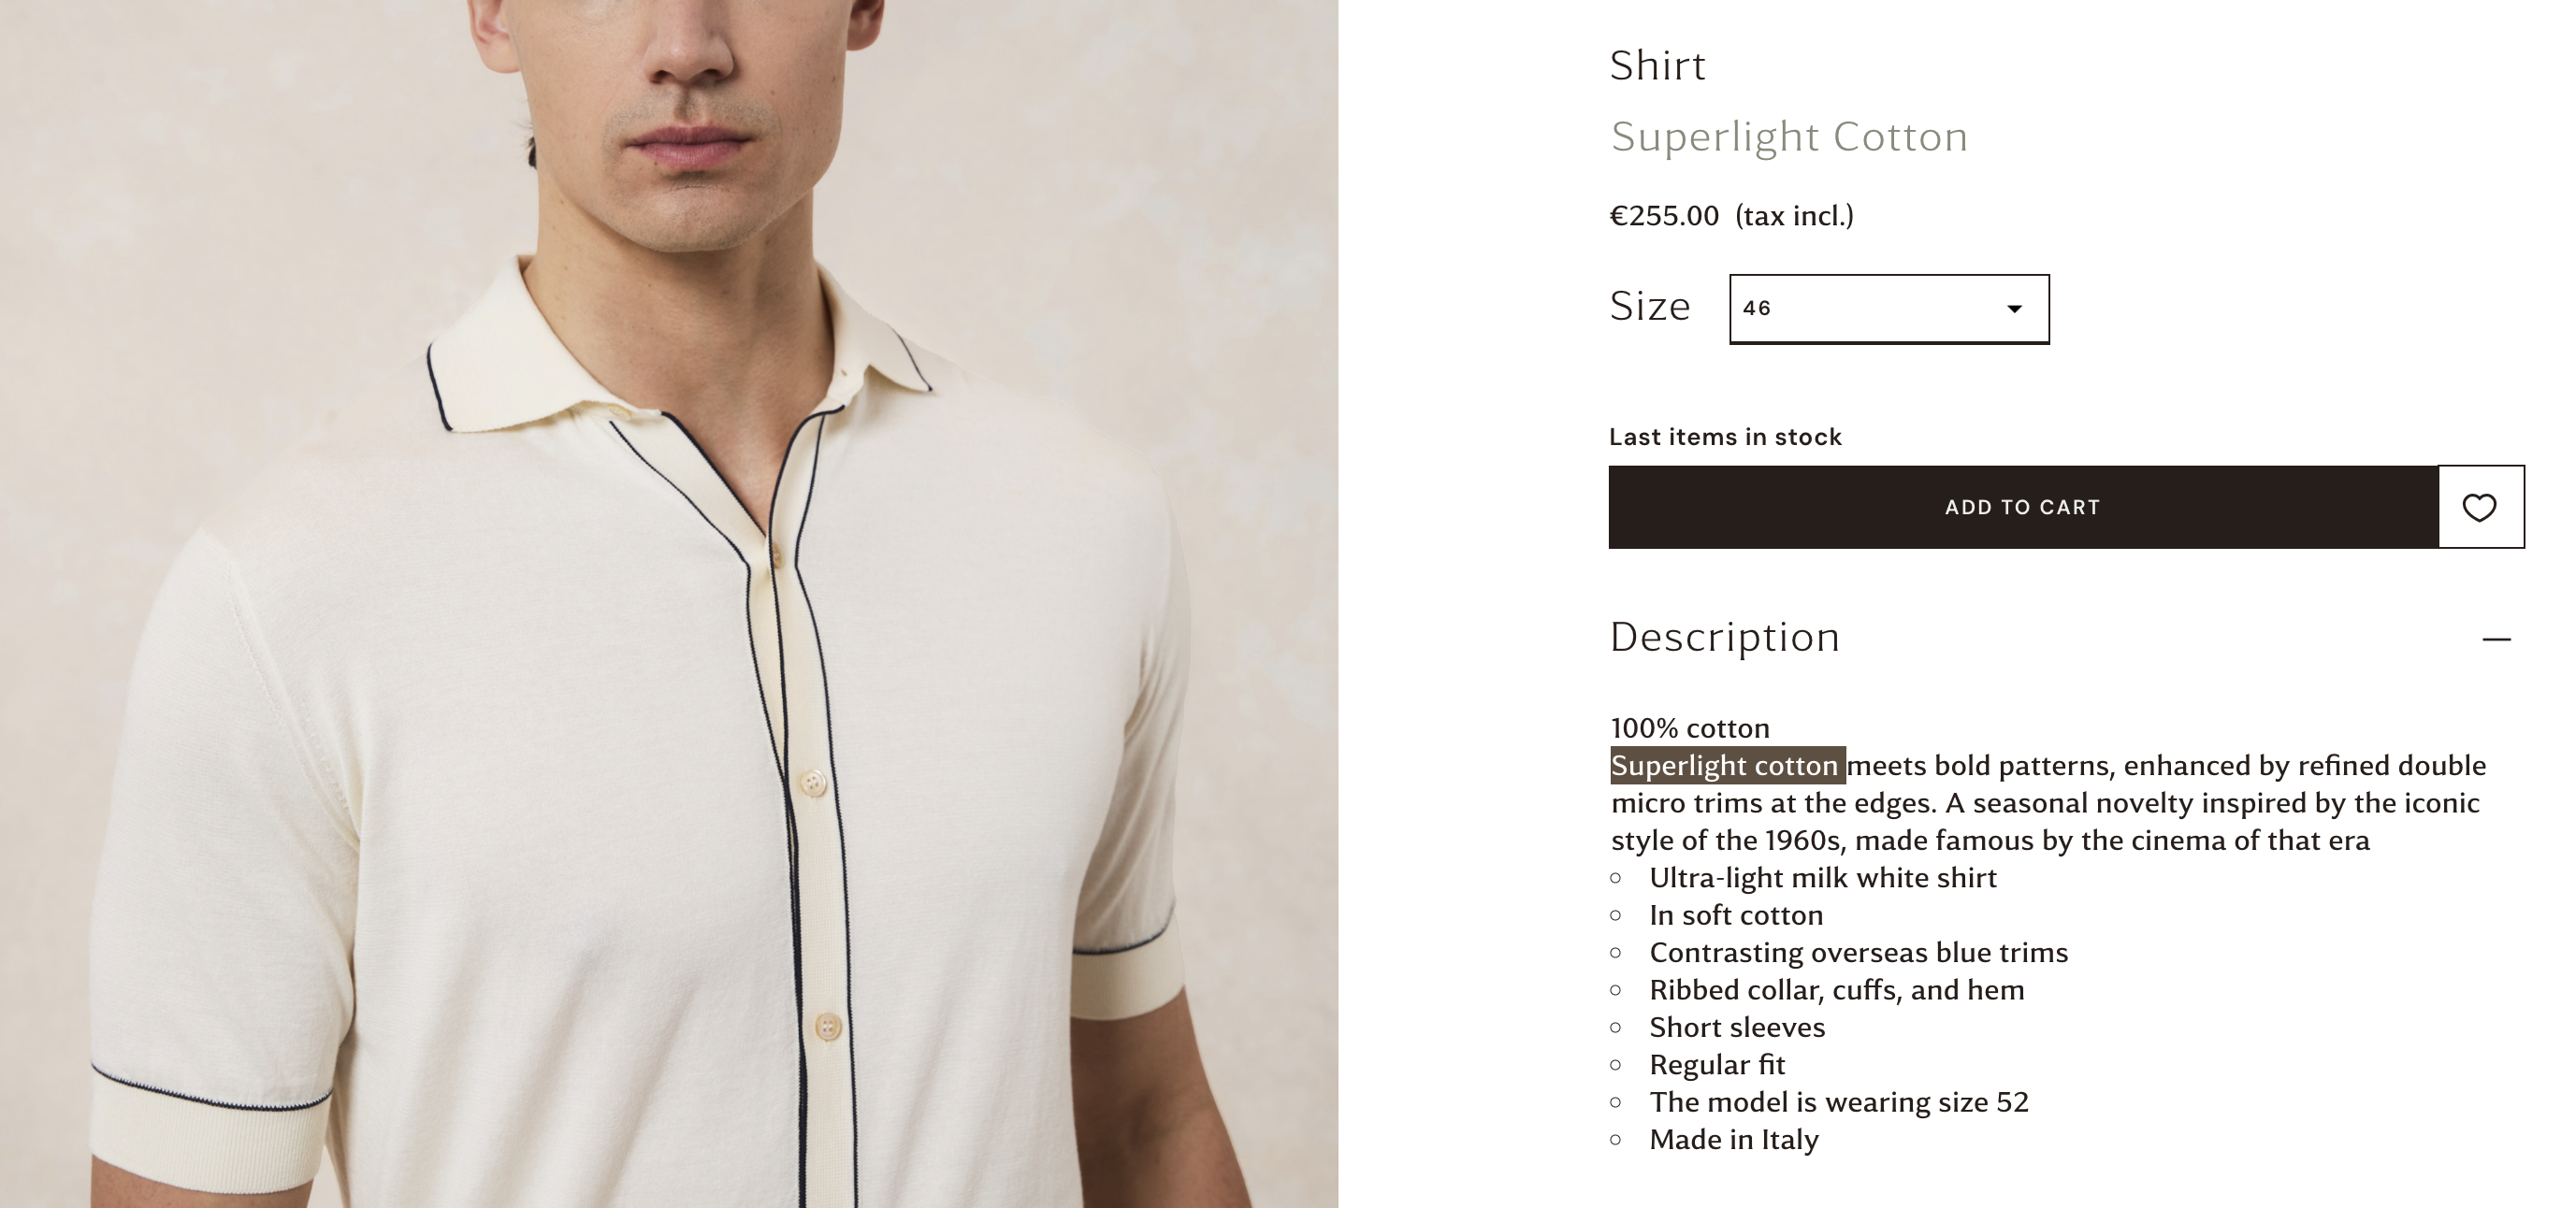 Shirt
Superlight Cotton
€255.00 (tax incl.)
Size 46
Last items in stock
ADD TO CART
Description
100% cotton
Superlight cotton meets bold patterns, enhanced by refined double
micro trims at the edges. A seasonal novelty inspired by the iconic
style of the 1960s, made famous by the cinema of that era
Ultra-light milk white shirt
In soft cotton
Contrasting overseas blue trims
Ribbed collar, cuffs, and hem
Short sleeves
Regular fit
The model is wearing size 52
Made in Italy